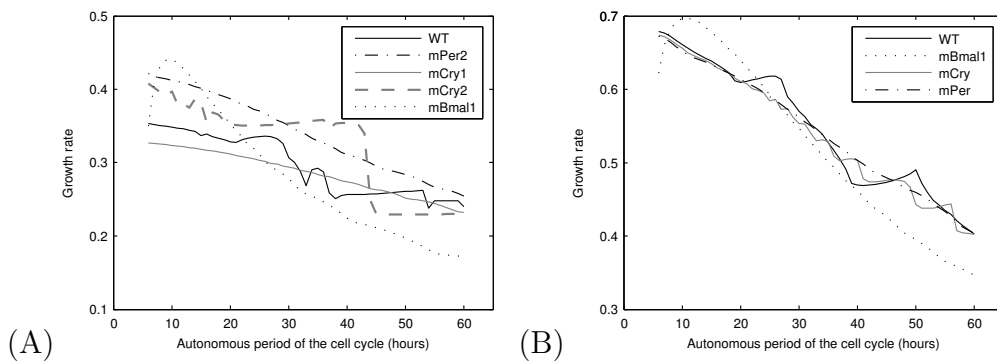 0.5
0.4
0.3
0.2
0.1
Growth rate
0 10 20 30 40 50 60
Autonomous period of the cell cycle (hours)
WT
mPer2
mCry1
mCry2
mBmal1
(A)
0.7
0.6
0.5
0.4
0.3
Growth rate
0 10 20 30 40 50 60
Autonomous period of the cell cycle (hours)
WT
mBmal1
mCry
mPer
(B)